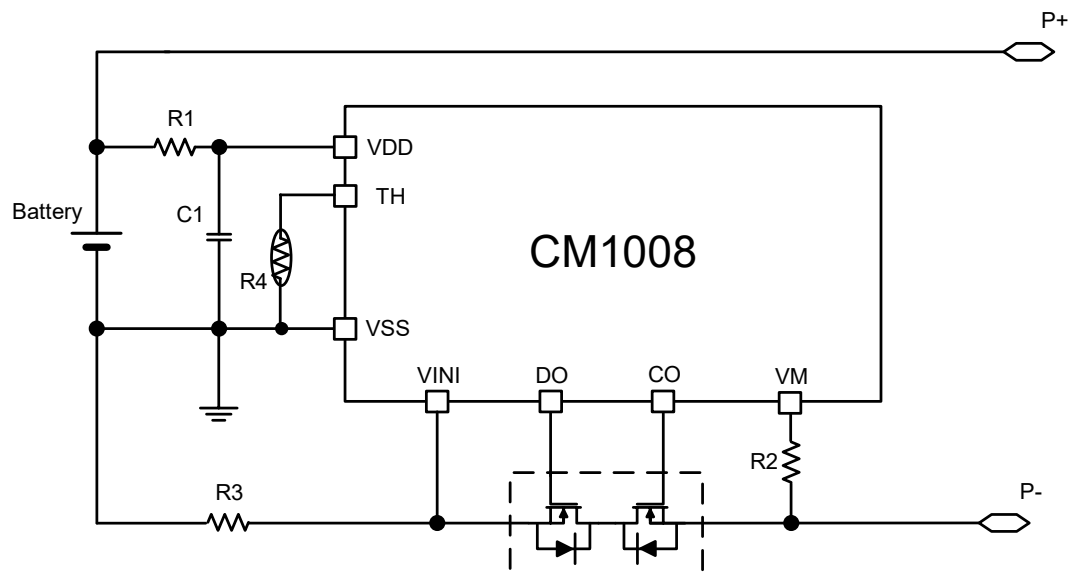 P+
R1
VDD
TH
Battery
C1
CM1008
R4
VSS
VINI
DO
CO
VM
R2
R3
P-